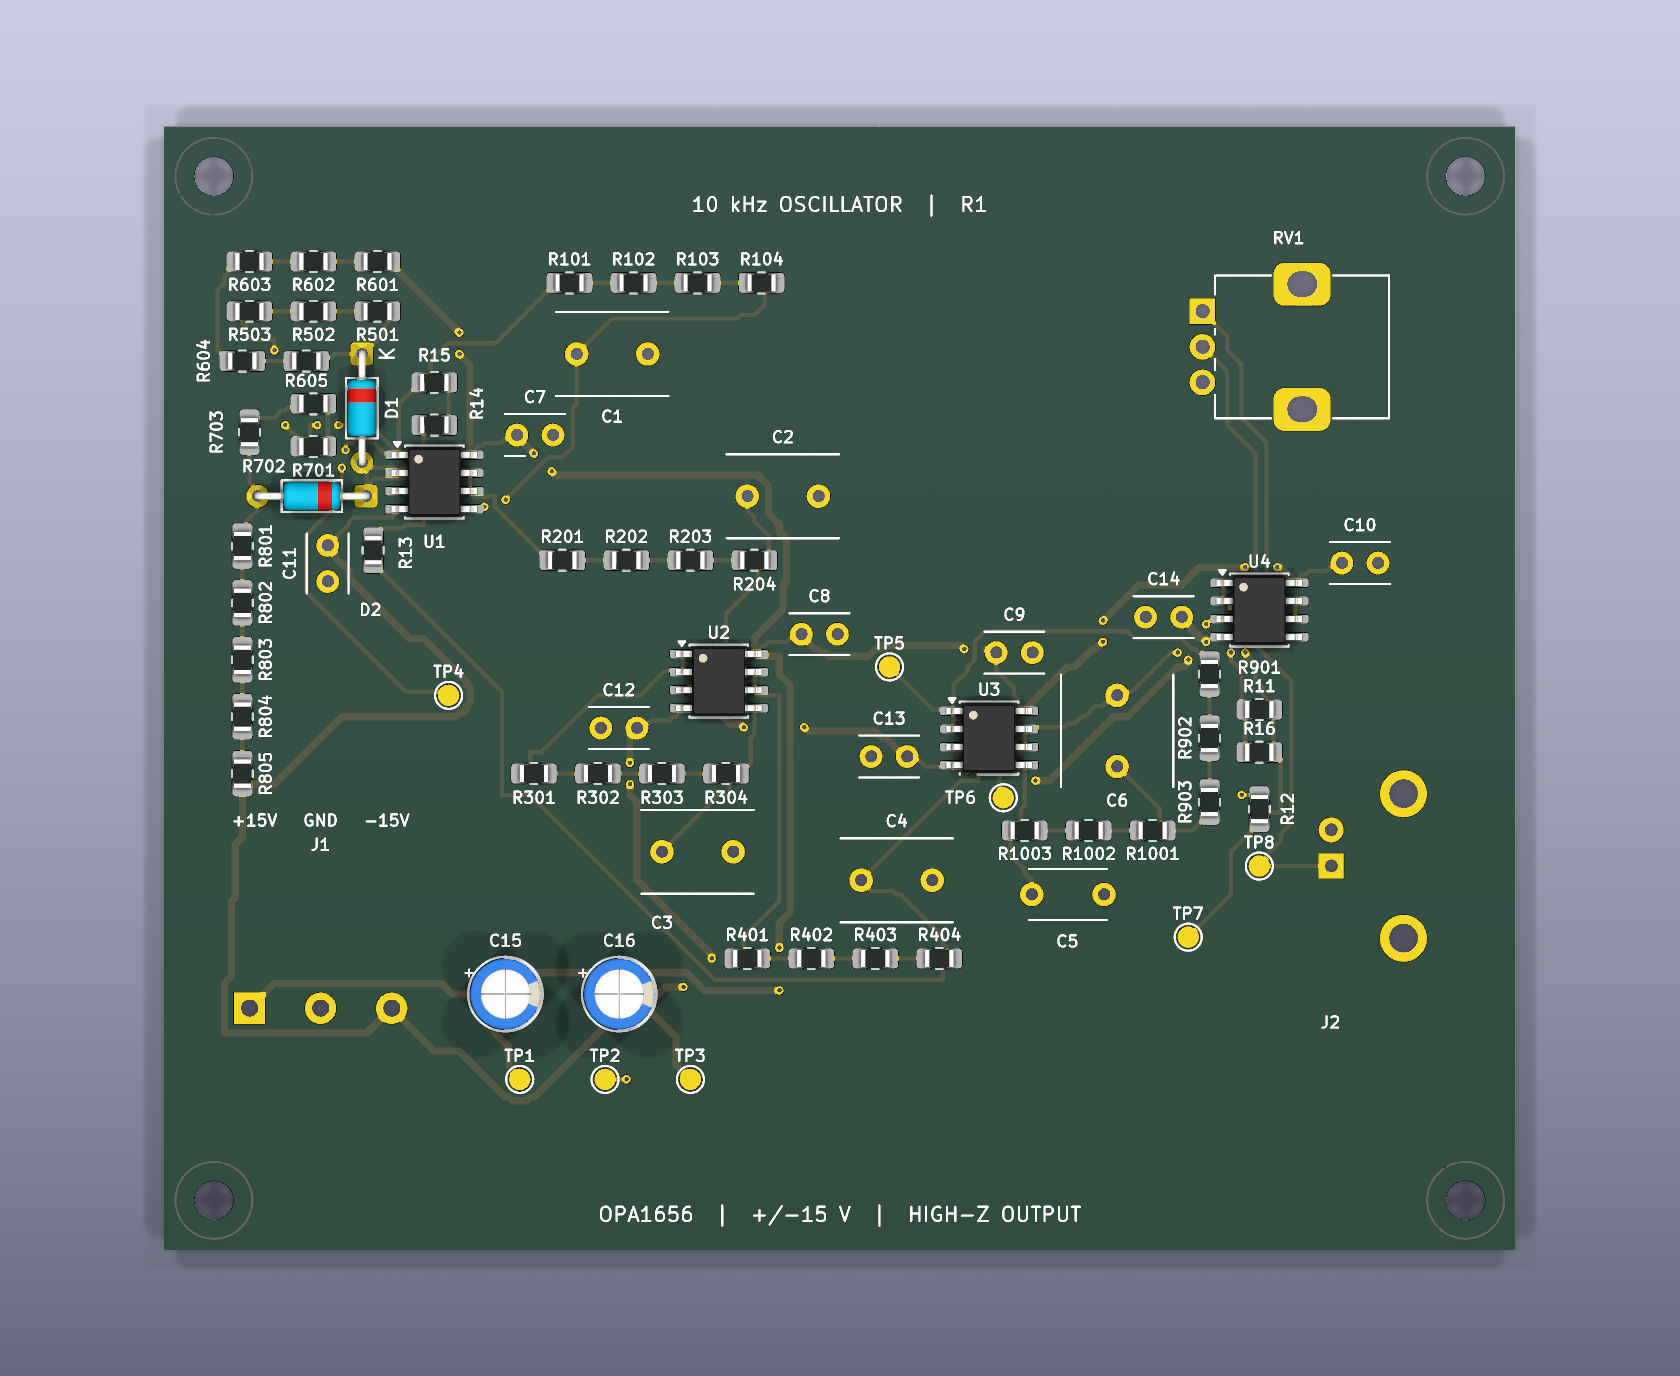 10 kHz OSCILLATOR | R1
RV1
R603 R602 R601
R101 R102 R103 R104
R503 R502 R501
R604
R605
K
D1
R15
R14
C7
C1
R703
R702 R701
C2
U1
C11
R13
D2
R801
R802
R803
R804
R805
R201 R202 R203
R204
C10
U4
C14
C8
C9
U2
TP5
TP4
U3
C12
C13
R901
R11
R16
R902
R903
R12
TP6
C6
R301 R302 R303 R304
+15V GND -15V
J1
C4
R1003 R1002 R1001
TP8
C3
C5
TP7
R401 R402 R403 R404
+ C15
+ C16
J2
TP1 TP2 TP3
OPA1656 | +/-15 V | HIGH-Z OUTPUT